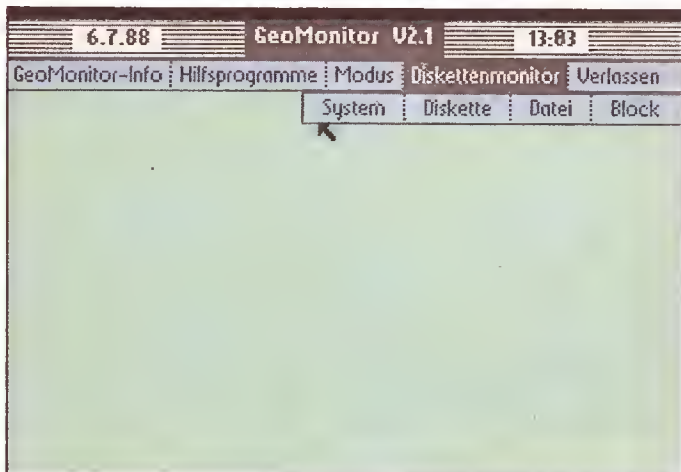 6.7.88 GeoMonitor V2.1 13:03
GeoMonitor-Info Hilfsprogramme Modus Diskettenmonitor Verlassen
System Diskette Datei Block